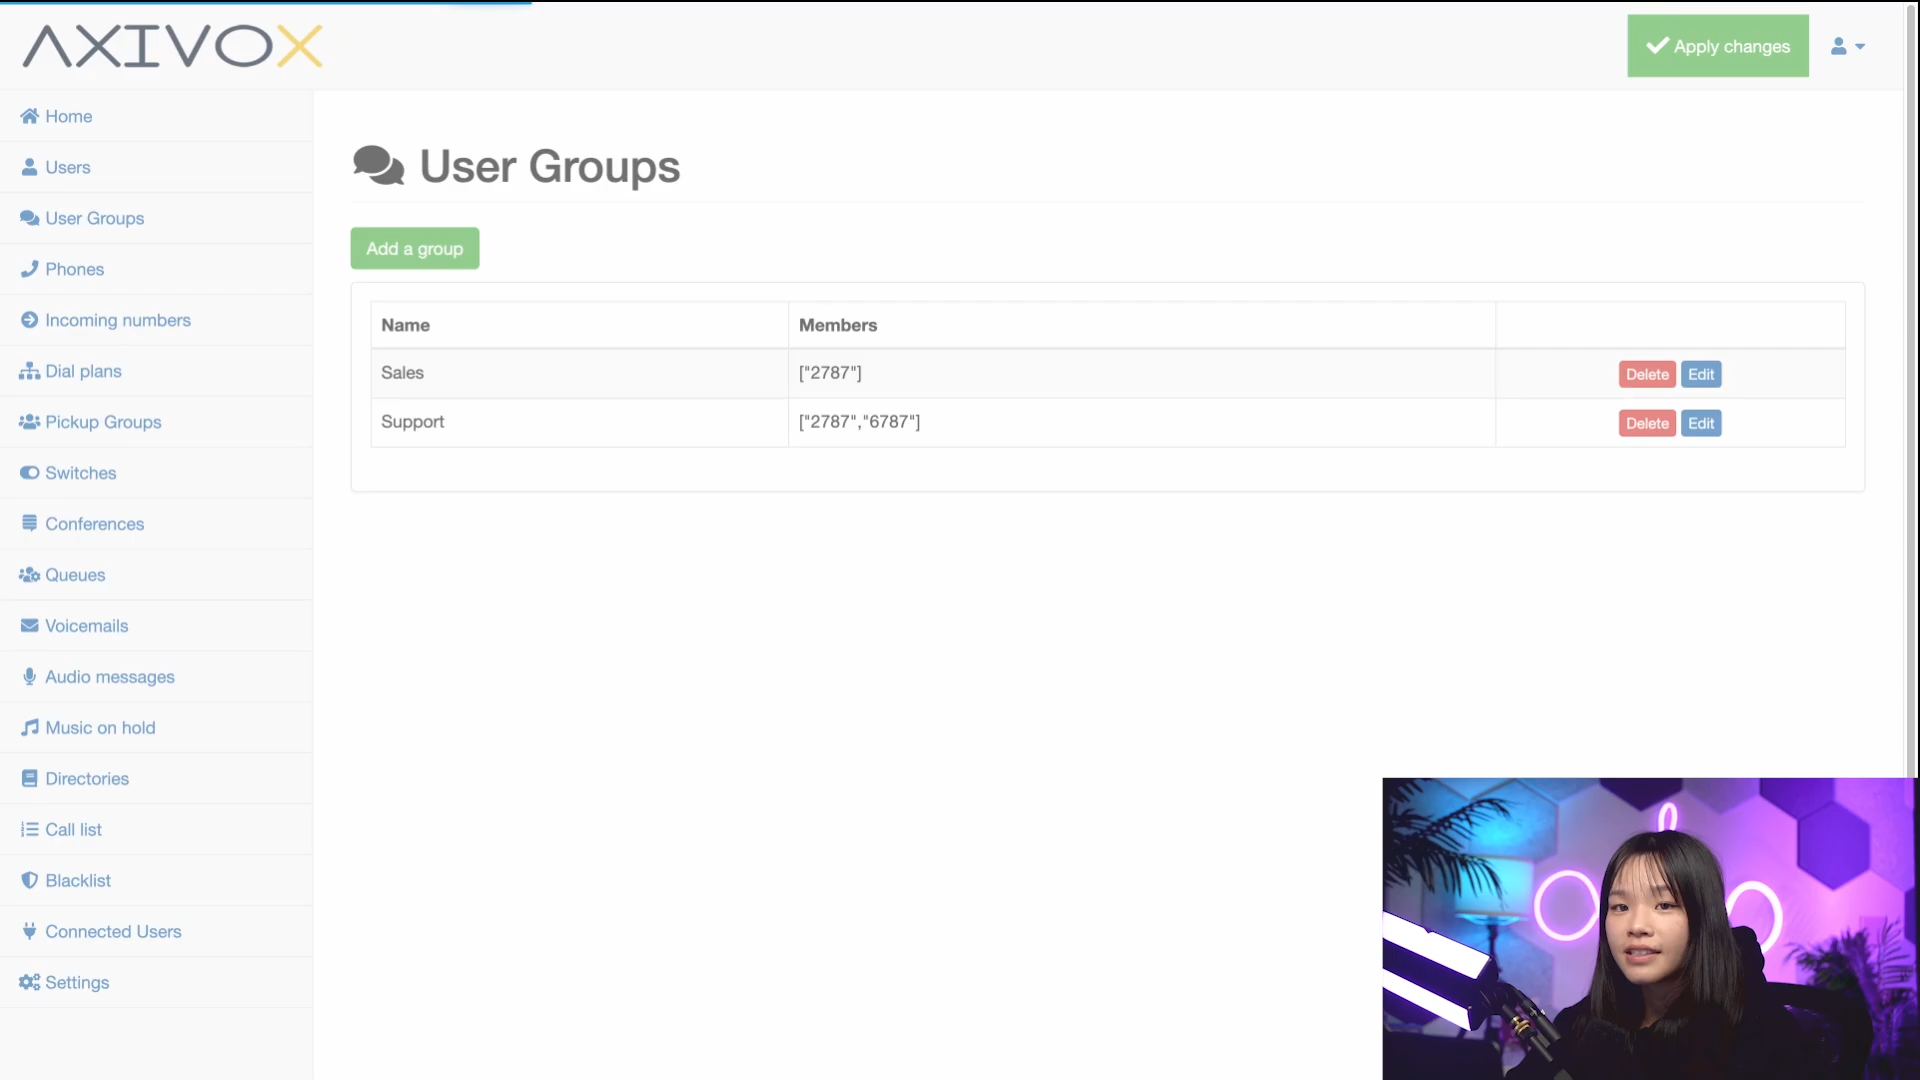 AXIVOX
Apply changes
Home
Users
User Groups
Phones
Incoming numbers
Dial plans
Pickup Groups
Switches
Conferences
Queues
Voicemails
Audio messages
Music on hold
Directories
Call list
Blacklist
Connected Users
Settings
User Groups
Add a group
Name Members
Sales ["2787"] Delete Edit
Support ["2787","6787"] Delete Edit